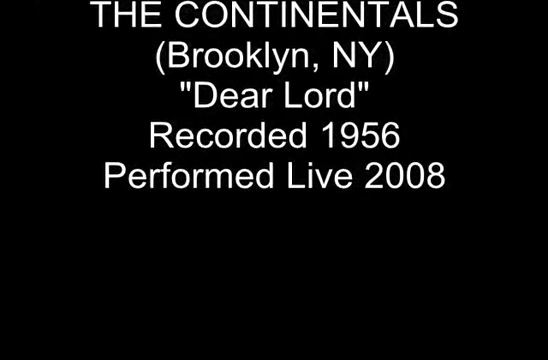 THE CONTINENTALS
(Brooklyn, NY)
"Dear Lord"
Recorded 1956
Performed Live 2008